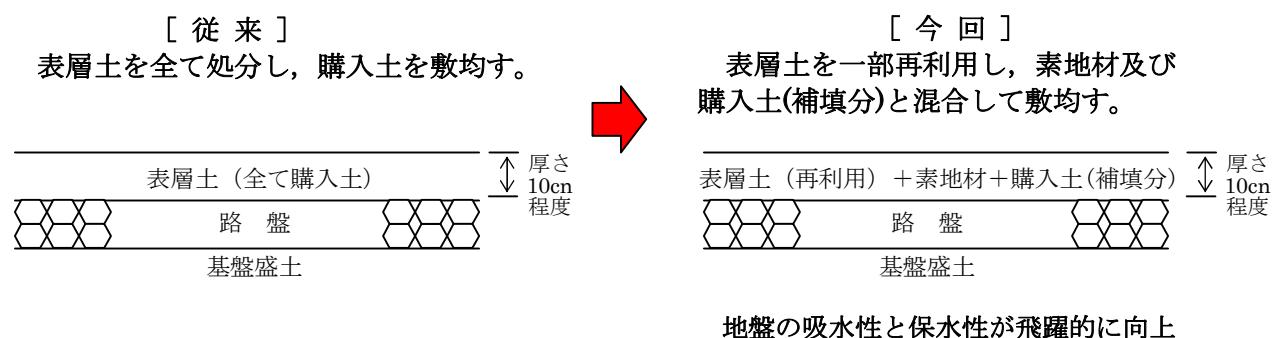 [ 従 来 ]
表層土を全て処分し，購入土を敷均す。
表層土（全て購入土）
厚さ
10cn
程度
路 盤
基盤盛土
[ 今 回 ]
表層土を一部再利用し，素地材及び
購入土(補填分)と混合して敷均す。
表層土（再利用）＋素地材＋購入土(補填分)
厚さ
10cn
程度
路 盤
基盤盛土
地盤の吸水性と保水性が飛躍的に向上